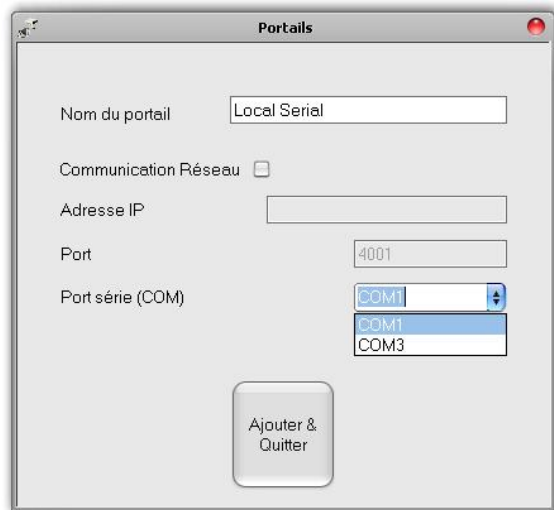 Portails
Nom du portail Local Serial
Communication Réseau
Adresse IP
Port 4001
Port série (COM) COM1
COM1
COM3
Ajouter &
Quitter